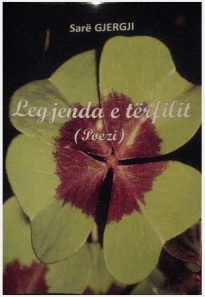 Sarë GJERGJI
Legjenda e tërfilit
(Poezi)